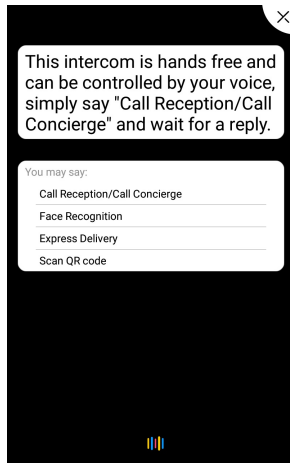 This intercom is hands free and
can be controlled by your voice,
simply say "Call Reception/Call
Concierge" and wait for a reply.
You may say:
Call Reception/Call Concierge
Face Recognition
Express Delivery
Scan QR code